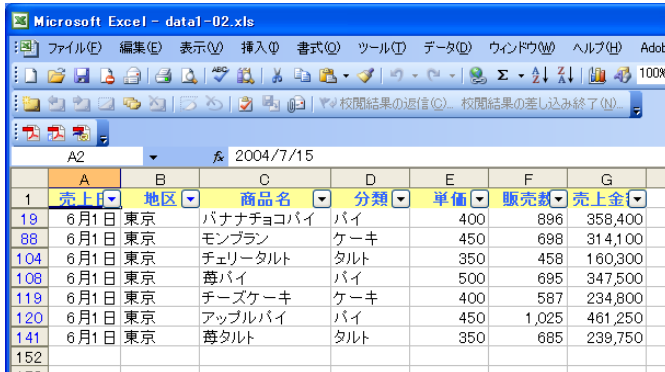 Microsoft Excel - data1-02.xls
ファイル(F) 編集(E) 表示(V) 挿入(I) 書式(O) ツール(T) データ(D) ウィンドウ(W) ヘルプ(H) Adob
100%
校閲結果の返信(C)... 校閲結果の差し込み終了(N)...
A2 fx 2004/7/15
A B C D E F G
1 売上日 地区 商品名 分類 単価 販売数 売上金額
19 6月1日 東京 バナナチョコパイ パイ 400 896 358,400
88 6月1日 東京 モンブラン ケーキ 450 698 314,100
104 6月1日 東京 チェリータルト タルト 350 458 160,300
108 6月1日 東京 苺パイ パイ 500 695 347,500
119 6月1日 東京 チーズケーキ ケーキ 400 587 234,800
120 6月1日 東京 アップルパイ パイ 450 1,025 461,250
141 6月1日 東京 苺タルト タルト 350 685 239,750
152